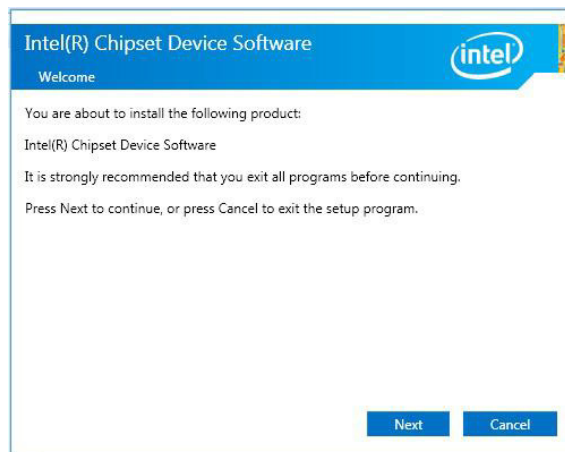 Intel(R) Chipset Device Software
intel
Welcome
You are about to install the following product:
Intel(R) Chipset Device Software
It is strongly recommended that you exit all programs before continuing.
Press Next to continue, or press Cancel to exit the setup program.
Next
Cancel